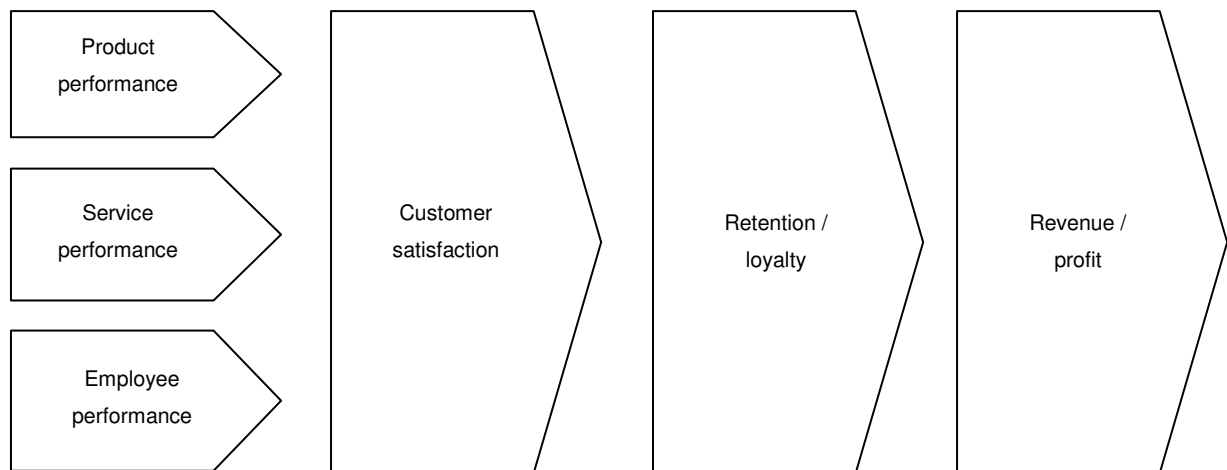 Product
performance
Service
performance
Employee
performance
Customer
satisfaction
Retention /
loyalty
Revenue /
profit